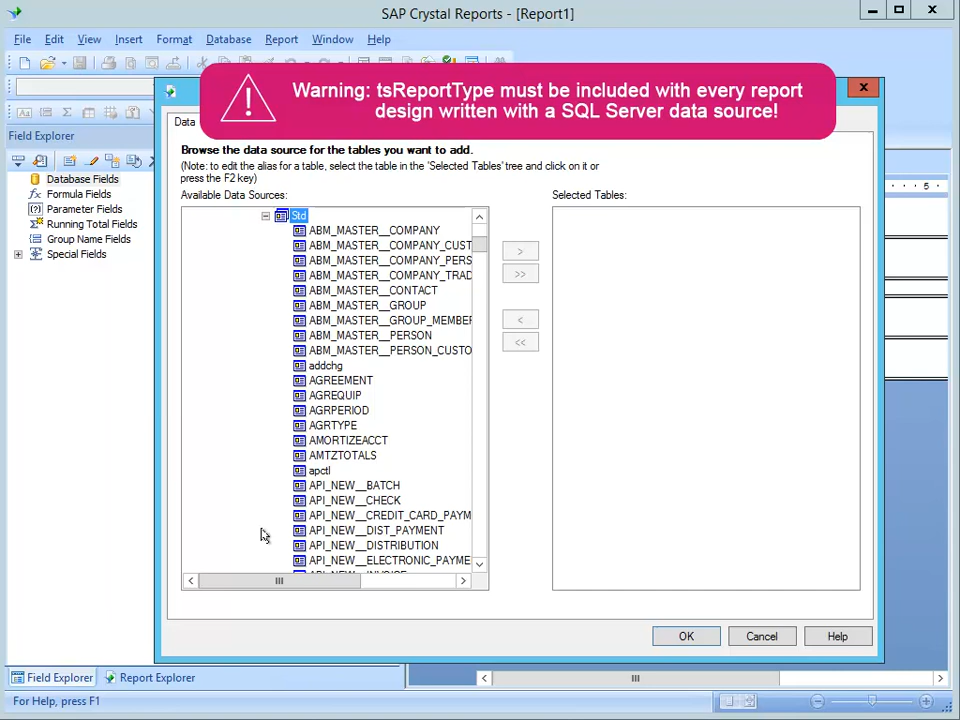 SAP Crystal Reports - [Report1]
File Edit View Insert Format Database Report Window Help
Warning: tsReportType must be included with every report
design written with a SQL Server data source!
Field Explorer
Database Fields
Formula Fields
Parameter Fields
Running Total Fields
Group Name Fields
Special Fields
Data
Browse the data source for the tables you want to add.
(Note: to edit the alias for a table, select the table in the 'Selected Tables' tree and click on it or
press the F2 key)
Available Data Sources:
Selected Tables:
Std
ABM_MASTER__COMPANY
ABM_MASTER__COMPANY_CUST
ABM_MASTER__COMPANY_PERS
ABM_MASTER__COMPANY_TRAD
ABM_MASTER__CONTACT
ABM_MASTER__GROUP
ABM_MASTER__GROUP_MEMBER
ABM_MASTER__PERSON
ABM_MASTER__PERSON_CUSTO
addchg
AGREEMENT
AGREQUIP
AGRPERIOD
AGRTYPE
AMORTIZEACCT
AMTZTOTALS
apctl
API_NEW__BATCH
API_NEW__CHECK
API_NEW__CREDIT_CARD_PAYM
API_NEW__DIST_PAYMENT
API_NEW__DISTRIBUTION
API_NEW__ELECTRONIC_PAYME
>
>>
<
<<
5
OK Cancel Help
Field Explorer Report Explorer
For Help, press F1